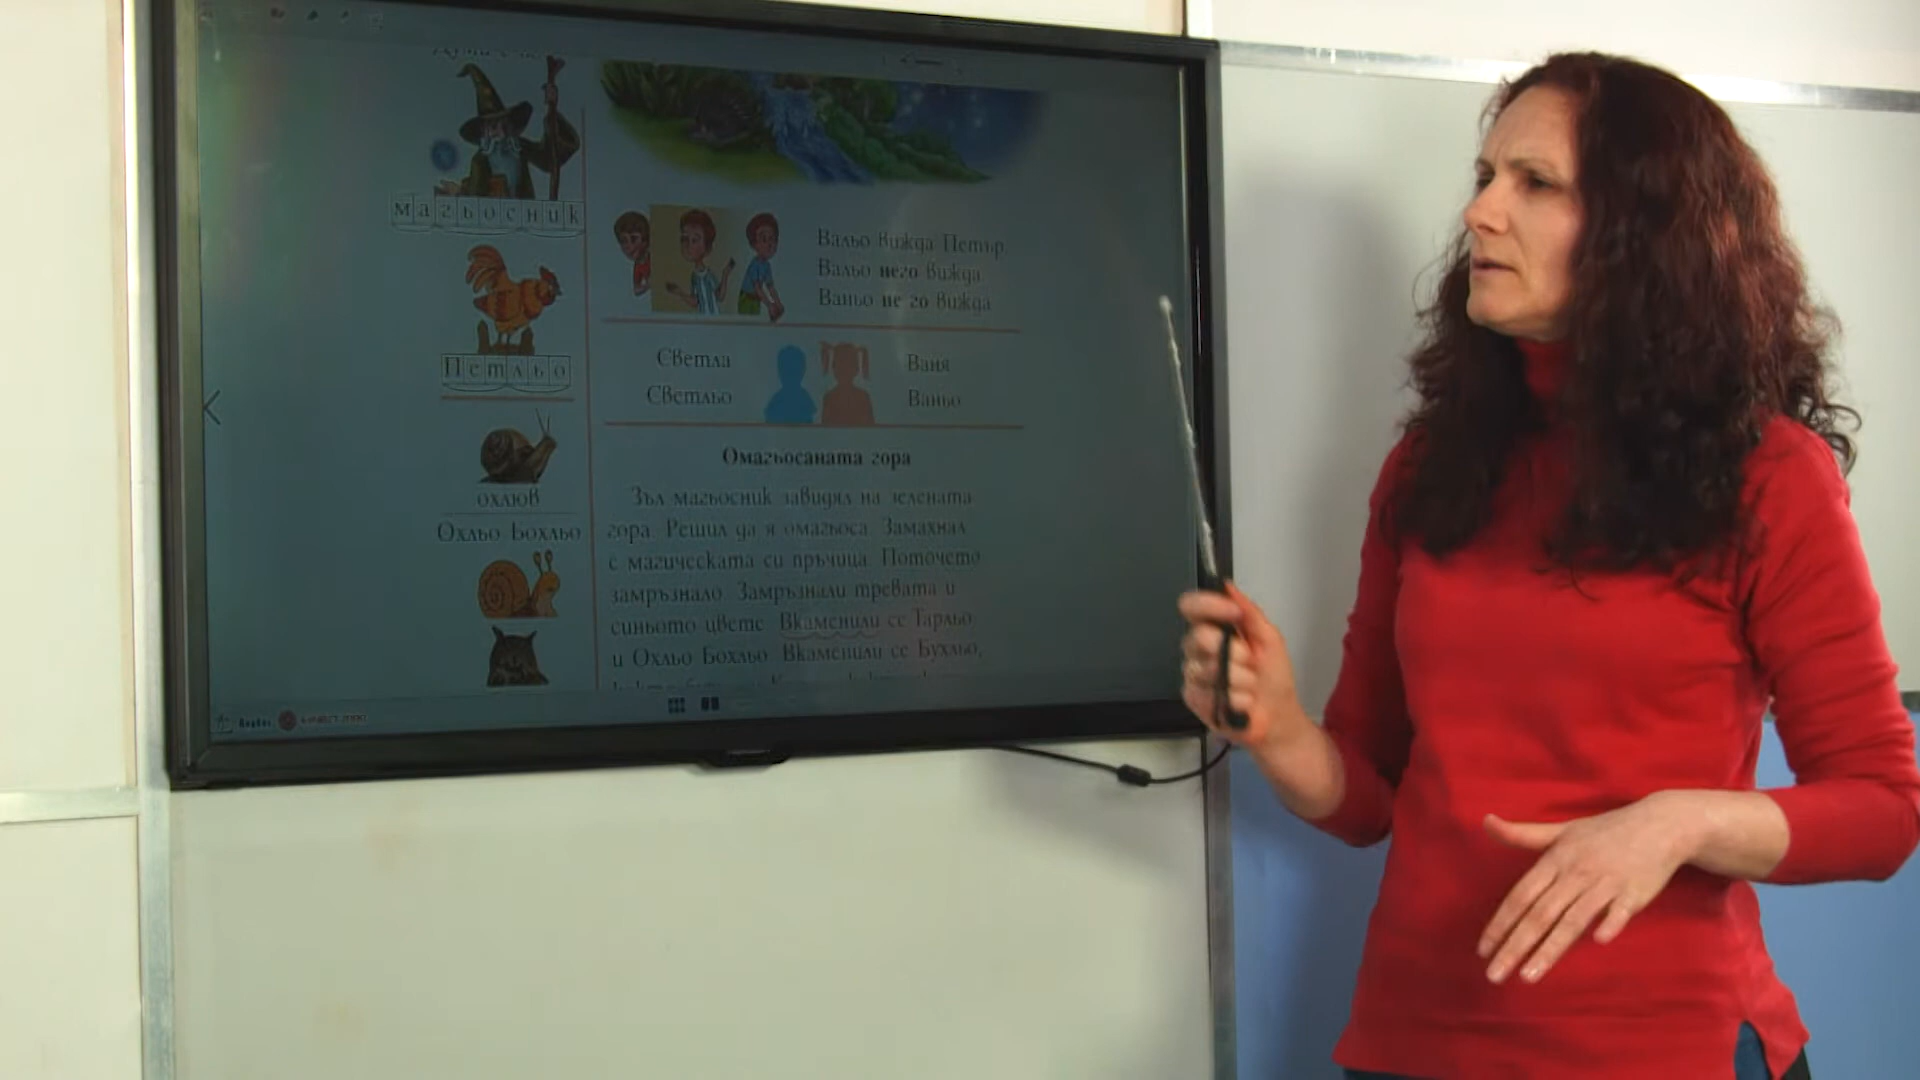 магьосник
Петльо
охлюв
Охльо Бохльо
Вальо вижда Петър.
Вальо него вижда.
Ваньо не го вижда.
Светла
Ваня
Светльо
Ваньо
Омагьосаната гора
Зъл магьосник завидял на зелената
гора. Решил да я омагьоса. Замахнал
с магическата си пръчица. Поточето
замръзнало. Замръзнали тревата и
синьото цвете. Вкаменили се Гарльо
и Охльо Бохльо. Вкаменили се Бухльо,